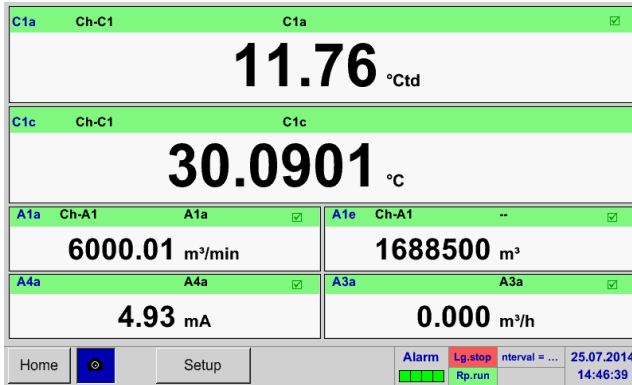 C1a Ch-C1 C1a
11.76 °Ctd
C1c Ch-C1 C1c
30.0901 °C
A1a Ch-A1 A1a A1e Ch-A1 --
6000.01 m³/min 1688500 m³
A4a A4a A3a A3a
4.93 mA 0.000 m³/h
Home Setup Alarm Lg.stop nterval = ... 25.07.2014
Rp.run 14:46:39